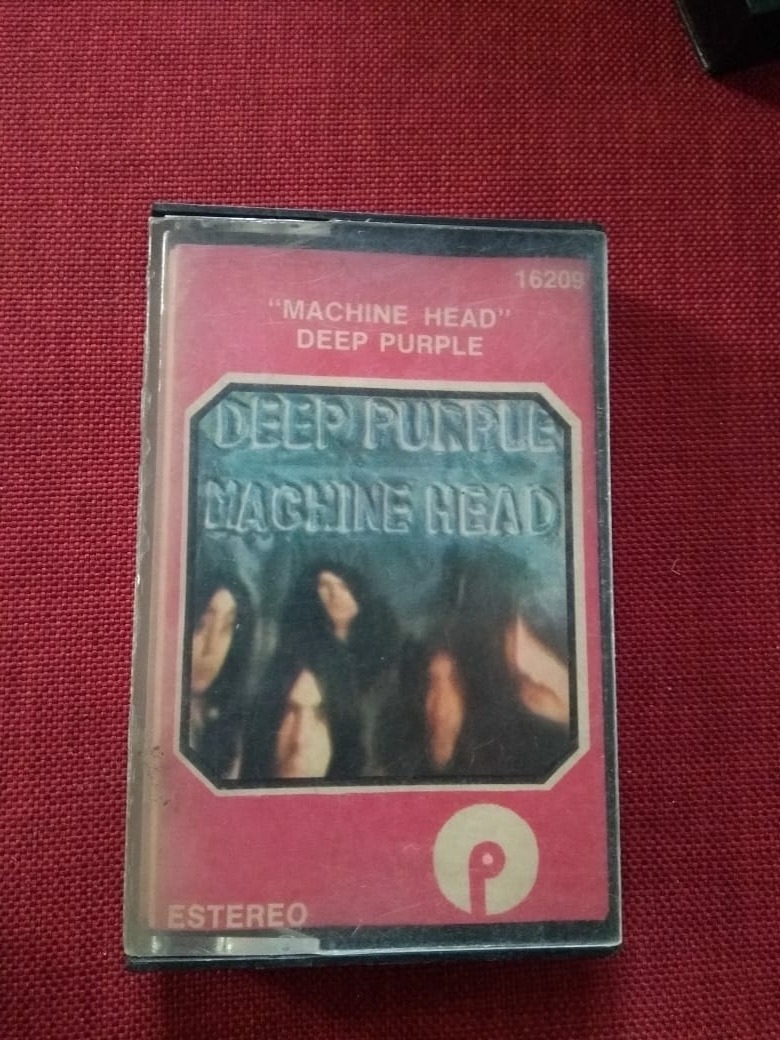 16209
“MACHINE HEAD”
DEEP PURPLE
DEEP PURPLE
MACHINE HEAD
P
ESTEREO